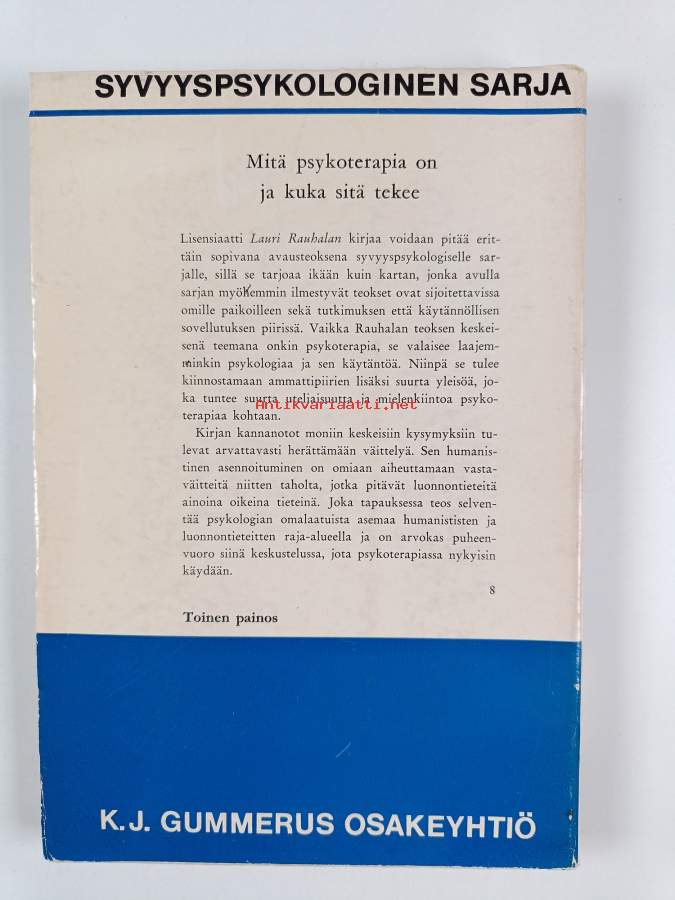 SYVYYSPSYKOLOGINEN SARJA
Mitä psykoterapia on
ja kuka sitä tekee
Lisensiaatti Lauri Rauhalan kirjaa voidaan pitää erit-
täin sopivana avausteoksena syvyyspsykologiselle sar-
jalle, sillä se tarjoaa ikään kuin kartan, jonka avulla
sarjan myöhemmin ilmestyvät teokset ovat sijoitettavissa
omille paikoilleen sekä tutkimuksen että käytännöllisen
sovellutuksen piirissä. Vaikka Rauhalan teoksen keskei-
senä teemana onkin psykoterapia, se valaisee laajem-
minkin psykologiaa ja sen käytäntöä. Niinpä se tulee
kiinnostamaan ammattipiirien lisäksi suurta yleisöä, jo-
ka tuntee suurta uteliaisuutta ja mielenkiintoa psyko-
Antikvariaatti.net
terapiaa kohtaan.
Kirjan kannanotot moniin keskeisiin kysymyksiin tu-
levat arvattavasti herättämään väittelyä. Sen humanis-
tinen asennoituminen on omiaan aiheuttamaan vasta-
väitteitä niitten taholta, jotka pitävät luonnontieteitä
ainoina oikeina tieteinä. Joka tapauksessa teos selven-
tää psykologian omalaatuista asemaa humanististen ja
luonnontieteitten raja-alueella ja on arvokas puheen-
vuoro siinä keskustelussa, jota psykoterapiassa nykyisin
käydään.
8
Toinen painos
K.J. GUMMERUS OSAKEYHTIÖ